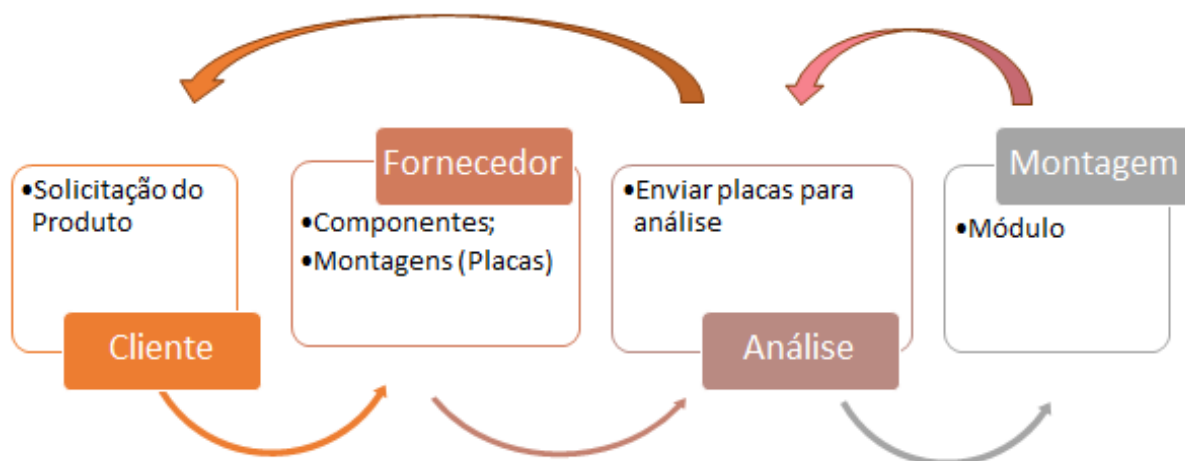 •Solicitação do
Produto
Cliente
Fornecedor
•Componentes;
•Montagens (Placas)
•Enviar placas para
análise
Análise
Montagem
•Módulo